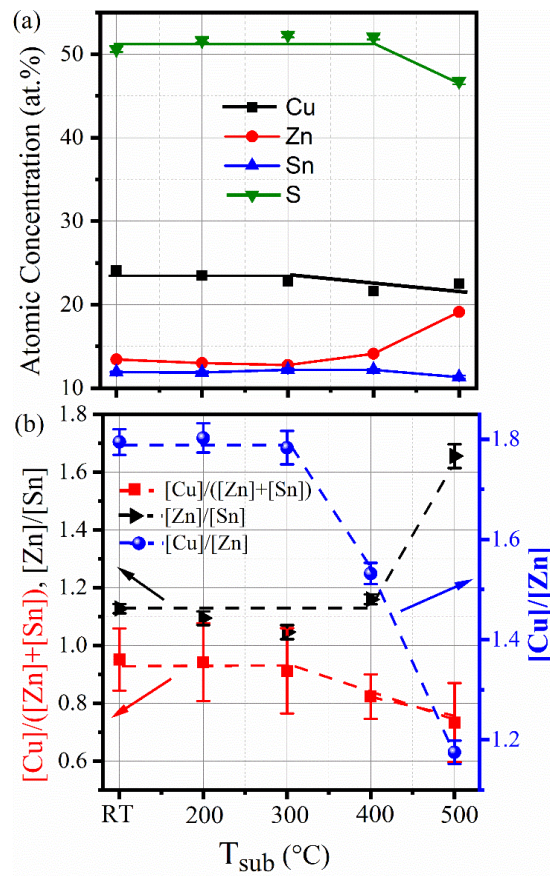 (a)
Atomic Concentration (at.%)
50
40
30
20
10
Cu
Zn
Sn
S
(b)
[Cu]/([Zn]+[Sn]), [Zn]/[Sn]
1.8
1.6
1.4
1.2
1.0
0.8
0.6
[Cu]/([Zn]+[Sn])
[Zn]/[Sn]
[Cu]/[Zn]
1.8
1.6
1.4
1.2
[Cu]/[Zn]
RT 200 300 400 500
Tsub (°C)